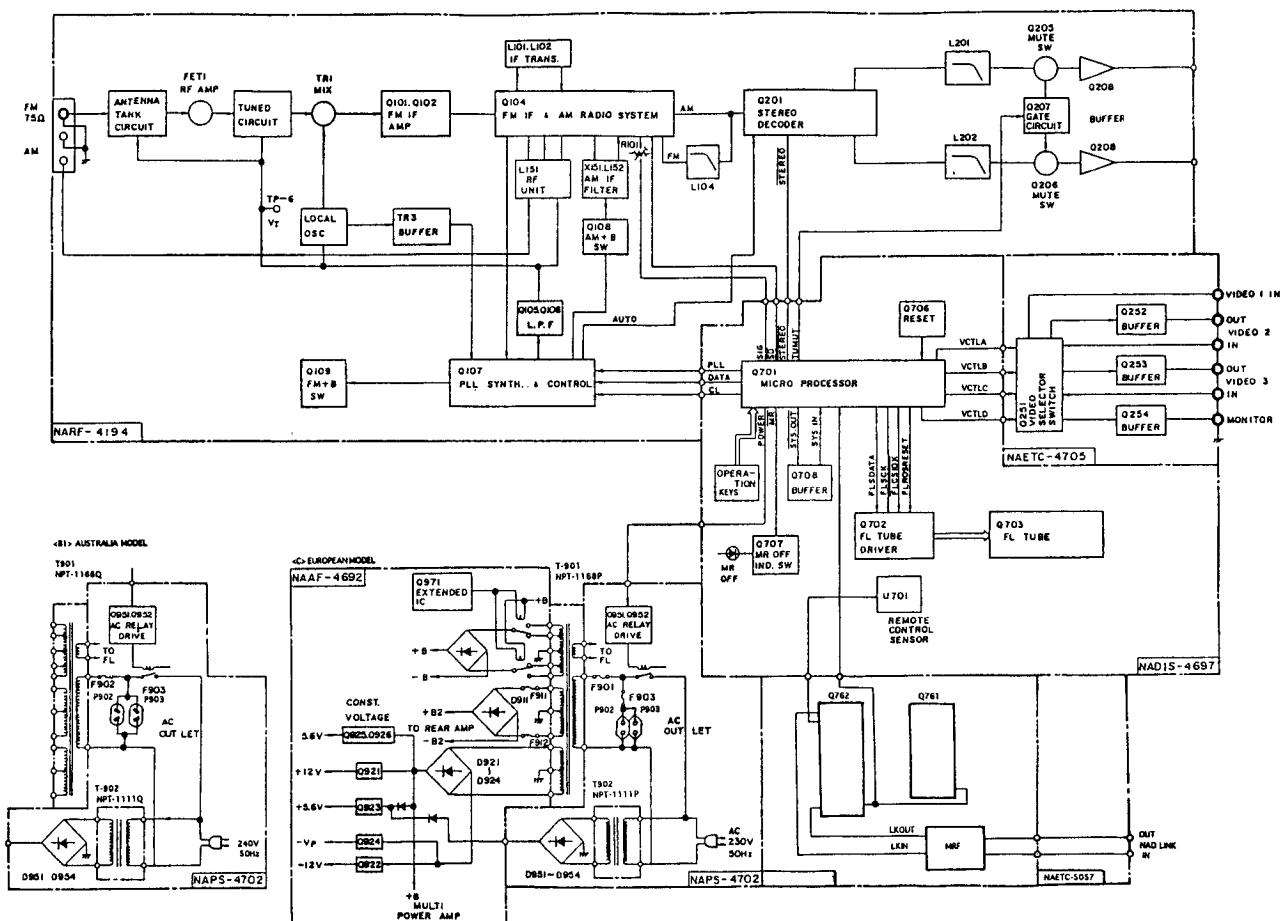 L101, L102
IF TRANS.
FET1
RF AMP
TR1
MIX
FM
75Ω
AM
ANTENNA
TANK
CIRCUIT
TUNED
CIRCUIT
Q101, Q102
FM IF
AMP
Q104
FM IF & AM RADIO SYSTEM
AM
FM
L104
R101
Q201
STEREO
DECODER
L201
L202
Q205
MUTE
SW
Q207
GATE
CIRCUIT
Q206
MUTE
SW
Q208
BUFFER
Q208
L151
RF
UNIT
X151, L152
AM IF
FILTER
Q108
AM+B
SW
TP-6
VT
LOCAL
OSC
TR3
BUFFER
Q105, Q106
L.P.F
AUTO
STEREO
Q109
FM+B
SW
Q107
PLL SYNTH. & CONTROL
NARF-4194
SIG
SD
STEREO
TUMUT
PLL
DATA
CL
Q701
MICRO PROCESSOR
Q706
RESET
VCTLA
VCTLB
VCTLC
VCTLD
Q251
VIDEO
SELECTOR
SWITCH
Q252
BUFFER
Q253
BUFFER
Q254
BUFFER
VIDEO 1 IN
OUT
VIDEO 2
IN
OUT
VIDEO 3
IN
MONITOR
NAETC-4705
POWER
MR
SYS OUT
SYS IN
OPERA-
TION
KEYS
Q708
BUFFER
FLSDATA
FLSCK
Q702
FL TUBE
DRIVER
Q703
FL TUBE
MR
OFF
Q707
MR OFF
IND. SW
U701
REMOTE
CONTROL
SENSOR
NADIS-4697
<B1> AUSTRALIA MODEL
T901
NPT-1168Q
Q951, Q952
AC RELAY
DRIVE
TO
FL
F902
F903
P902
P903
AC
OUT LET
T-902
NPT-1111Q
240V
50Hz
D951 D954
NAPS-4702
<C> EUROPEAN MODEL
NAAF-4692
Q971
EXTENDED
IC
+B
+B
-B
D911
F911
+B2
TO REAR AMP
-B2
F912
CONST.
VOLTAGE
5.6V
Q925, Q926
+12V
Q921
+5.6V
Q923
-VP
Q924
-12V
Q922
D921
~
D924
+B
MULTI
POWER AMP
T-901
NPT-1168P
Q951, Q952
AC RELAY
DRIVE
TO
FL
F901
F903
P902
P903
AC
OUT LET
T902
NPT-1111P
AC
230V
50Hz
D951~D954
NAPS-4702
Q762
Q761
LKOUT
LKIN
MRF
OUT
NAD LINK
IN
NAETC-5057